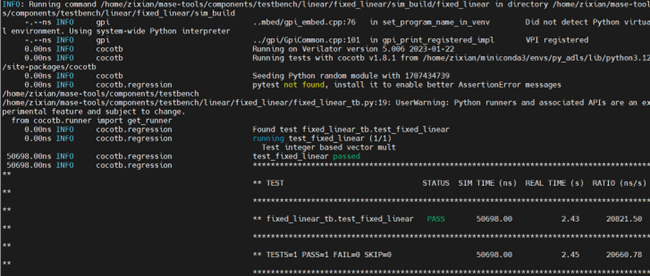 INFO: Running command /home/zixian/mase-tools/components/testbench/linear/fixed_linear/sim_build/fixed_linear in directory /home/zixian/mase-tool
s/components/testbench/linear/fixed_linear/sim_build
-.--ns INFO gpi ..mbed/gpi_embed.cpp:76 in set_program_name_in_venv Did not detect Python virtua
l environment. Using system-wide Python interpreter
-.--ns INFO gpi ../gpi/GpiCommon.cpp:101 in gpi_print_registered_impl VPI registered
0.00ns INFO cocotb Running on Verilator version 5.006 2023-01-22
0.00ns INFO cocotb Running tests with cocotb v1.8.1 from /home/zixian/miniconda3/envs/py_adls/lib/python3.12
/site-packages/cocotb
0.00ns INFO cocotb Seeding Python random module with 1707434739
0.00ns INFO cocotb.regression pytest not found, install it to enable better AssertionError messages
/home/zixian/mase-tools/components/testbench/linear/fixed_linear/fixed_linear_tb.py:19: UserWarning: Python runners and associated APIs are an ex
perimental feature and subject to change.
from cocotb.runner import get_runner
0.00ns INFO cocotb.regression Found test fixed_linear_tb.test_fixed_linear
0.00ns INFO cocotb.regression running test_fixed_linear (1/1)
Test integer based vector mult
50698.00ns INFO cocotb.regression test_fixed_linear passed
50698.00ns INFO cocotb.regression **************************************************************************************
**
** TEST STATUS SIM TIME (ns) REAL TIME (s) RATIO (ns/s)
**
**************************************************************************************
**
** fixed_linear_tb.test_fixed_linear PASS 50698.00 2.43 20821.50
**
**************************************************************************************
**
** TESTS=1 PASS=1 FAIL=0 SKIP=0 50698.00 2.45 20660.78
**
**************************************************************************************